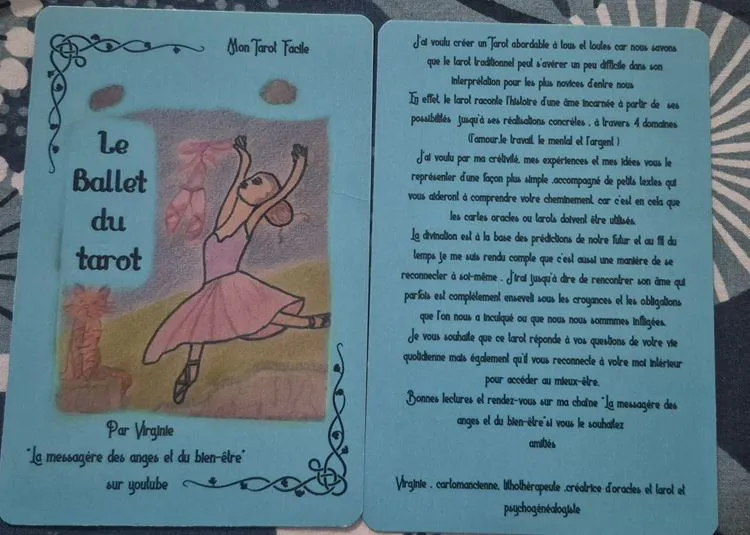 Mon Tarot Facile
Le
Ballet
du
tarot
Par Virginie
"La messagère des anges et du bien-être"
sur youtube
J'ai voulu créer un Tarot abordable à tous et toutes car nous savons
que le tarot traditionnel peut s'avérer un peu difficile dans son
interprétation pour les plus novices d'entre nous
En effet, le tarot raconte l'histoire d'une âme incarnée à partir de ses
possibilités jusqu'à ses réalisations concrètes , à travers 4 domaines
(l'amour,le travail, le mental et l'argent )
J'ai voulu par ma crétivité, mes expériences et mes idées vous le
représenter d'une façon plus simple ,accompagné de petits textes qui
vous aideront à comprendre votre cheminement, car c'est en cela que
les cartes oracles ou tarots doivent être utilisés.
La divination est à la base des prédictions de notre futur et au fil du
temps je me suis rendu compte que c'est aussi une manière de se
reconnecter à soi-même . J'irai jusqu'à dire de rencontrer son âme qui
parfois est complètement enseveli sous les croyances et les obligations
que l'on nous a inculqué ou que nous nous sommmes infligées.
Je vous souhaite que ce tarot réponde à vos questions de votre vie
quotidienne mais également qu'il vous reconnecte à votre moi intérieur
pour accéder au mieux-être.
Bonnes lectures et rendez-vous sur ma chaîne "La messagère des
anges et du bien-être"si vous le souhaitez
amitiés
Virginie , cartomancienne, lithothérapeute ,créatrice d'oracles et tarot et
psychogénéalogiste